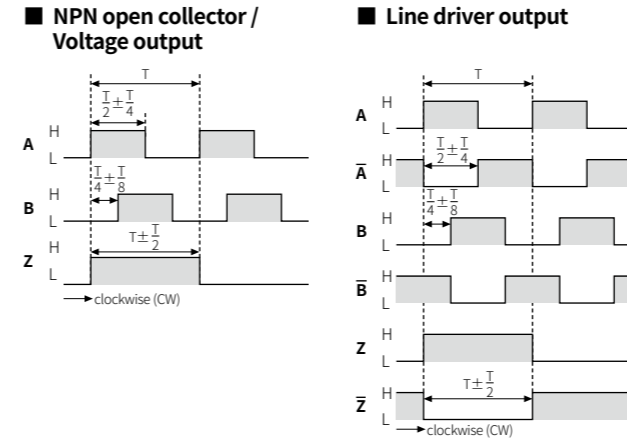 ■ NPN open collector /
Voltage output
T
T/2 ± T/4
A
H
L
T/4 ± T/8
B
H
L
T ± T/2
Z
H
L
clockwise (CW)
■ Line driver output
T
A
H
L
T/2 ± T/4
A̅
H
L
T/4 ± T/8
B
H
L
B̅
H
L
Z
H
L
T ± T/2
Z̅
H
L
clockwise (CW)